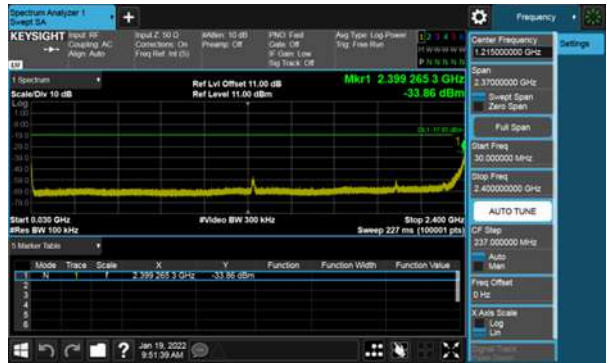 Spectrum Analyzer 1
Swept SA
+
Frequency
KEYSIGHT Input: RF
Coupling: AC
Align: Auto
Input Z: 50 Ω
Corrections: On
Freq Ref: Int (S)
#Atten: 10 dB
Preamp: Off
PNO: Fast
Gate: Off
IF Gain: Low
Sig Track: Off
Avg Type: Log-Power
Trig: Free Run
Center Frequency
1.215000000 GHz
Settings
Span
2.37000000 GHz
Swept Span
Zero Span
Full Span
Start Freq
30.000000 MHz
Stop Freq
2.400000000 GHz
AUTO TUNE
CF Step
237.000000 MHz
Auto
Man
Freq Offset
0 Hz
X Axis Scale
Log
Lin
1 Spectrum
Scale/Div 10 dB
Ref Lvl Offset 11.00 dB
Ref Level 11.00 dBm
Mkr1 2.399 265 3 GHz
-33.86 dBm
Log
1.00
Start 0.030 GHz
#Res BW 100 kHz
#Video BW 300 kHz
Stop 2.400 GHz
Sweep 227 ms (100001 pts)
5 Marker Table
Mode Trace Scale X Y Function Function Width Function Value
1 N 1 f 2.399 265 3 GHz -33.86 dBm
2
3
4
5
6
Jan 19, 2022
9:51:39 AM